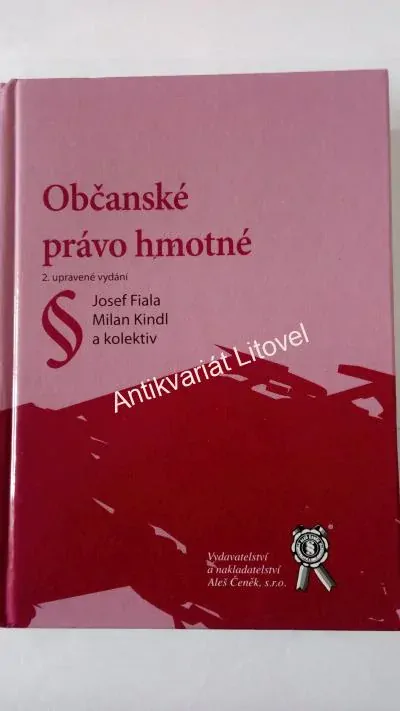 Občanské
právo hmotné
2. upravené vydání
§
Josef Fiala
Milan Kindl
a kolektiv
Antikvariát Litovel
Vydavatelství
a nakladatelství
Aleš Čeněk, s.r.o.
®
§